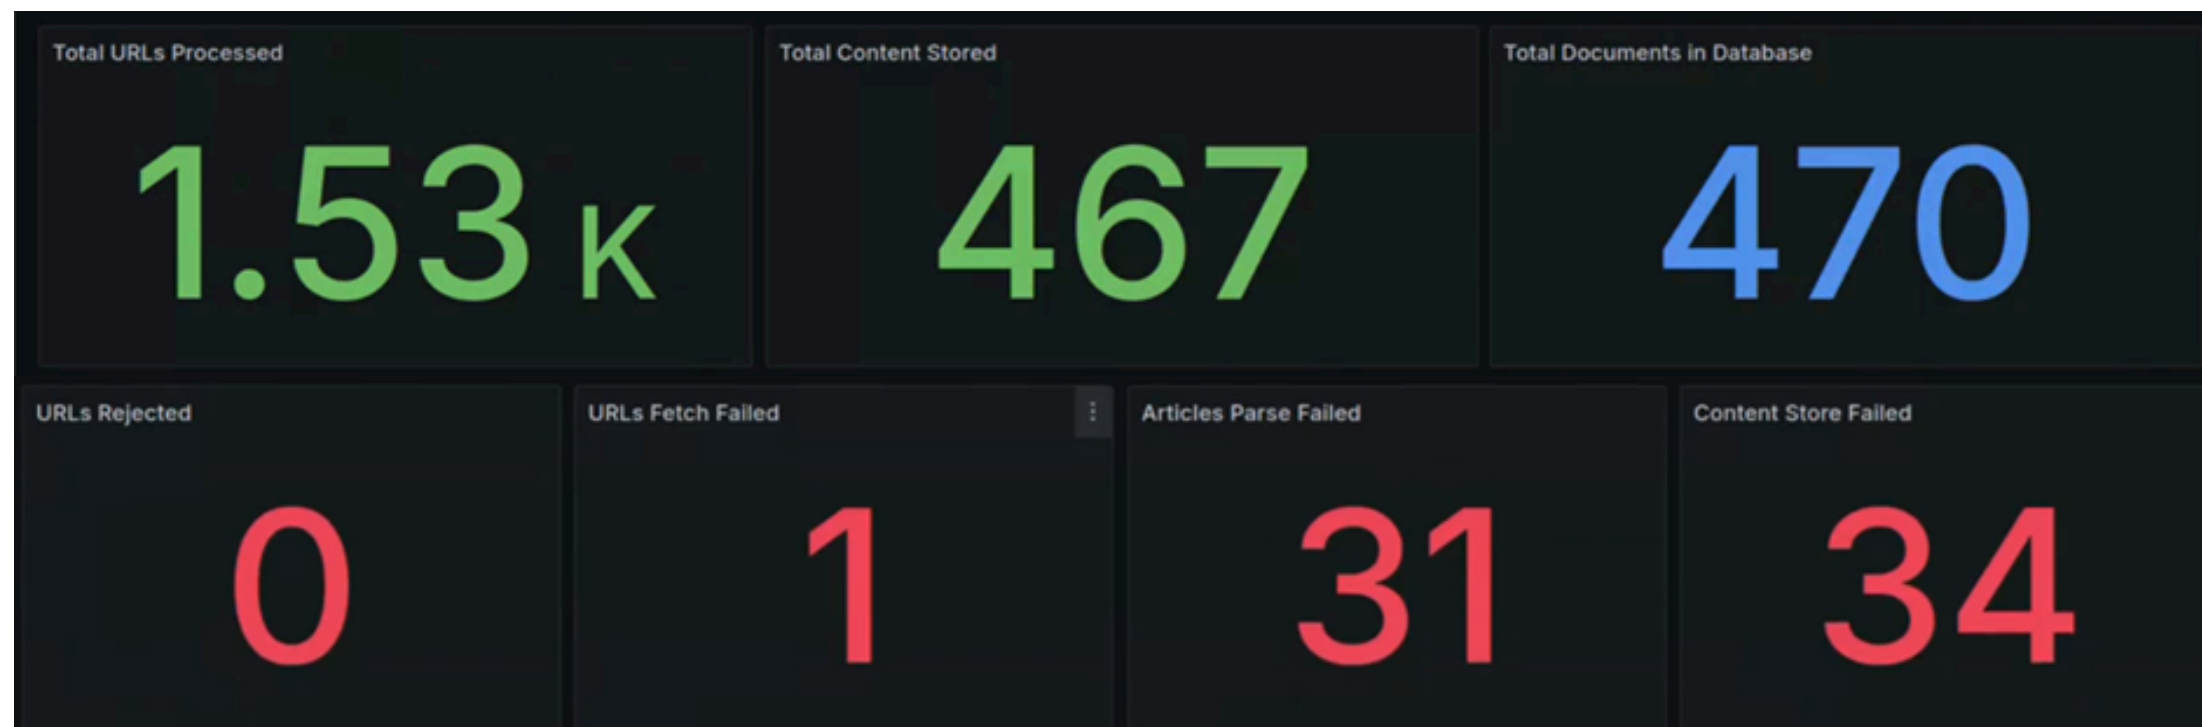 Total URLs Processed
1.53 K
Total Content Stored
467
Total Documents in Database
470
URLs Rejected
0
URLs Fetch Failed
1
Articles Parse Failed
31
Content Store Failed
34